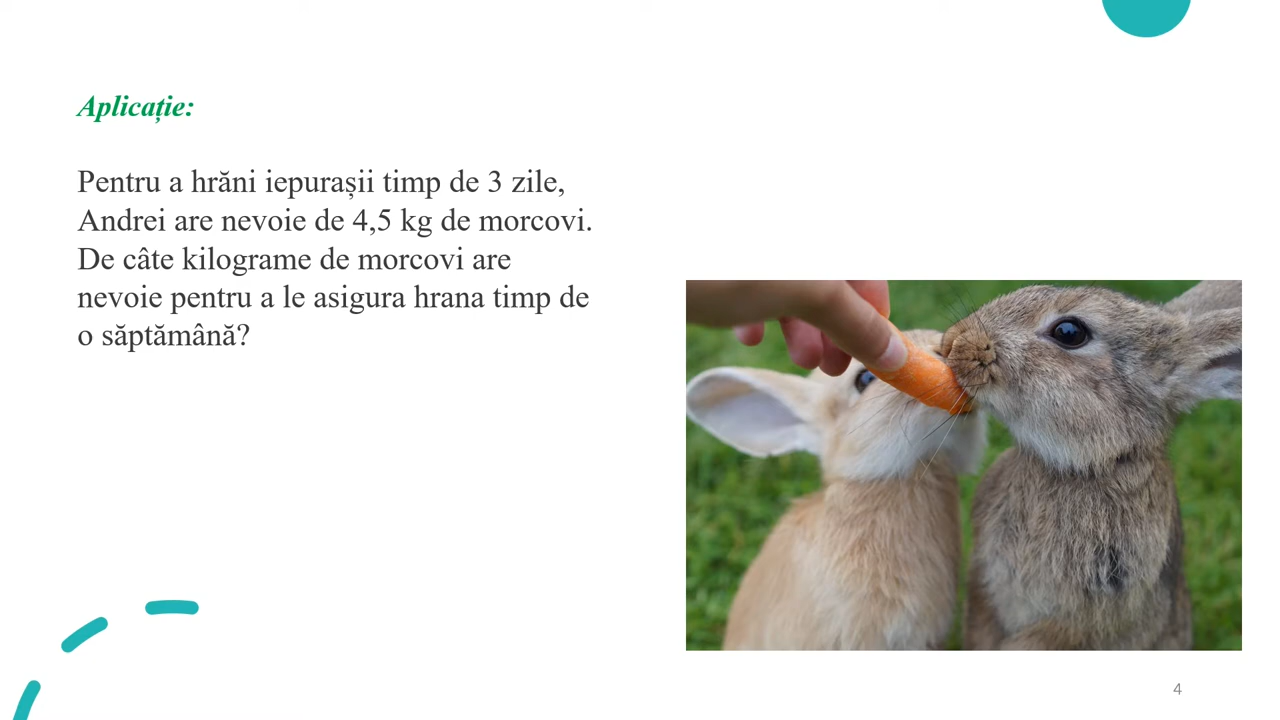 Aplicație:
Pentru a hrăni iepurașii timp de 3 zile,
Andrei are nevoie de 4,5 kg de morcovi.
De câte kilograme de morcovi are
nevoie pentru a le asigura hrana timp de
o săptămână?
4